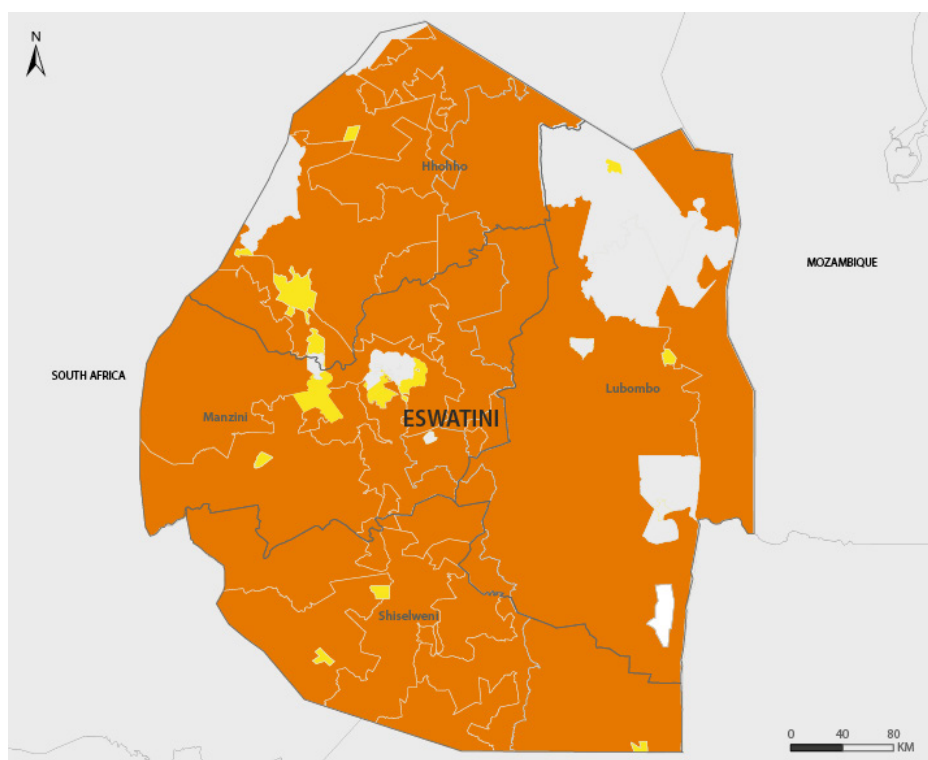 N
Hhohho
MOZAMBIQUE
SOUTH AFRICA
Lubombo
Manzini
ESWATINI
Shiselweni
0 40 80
KM